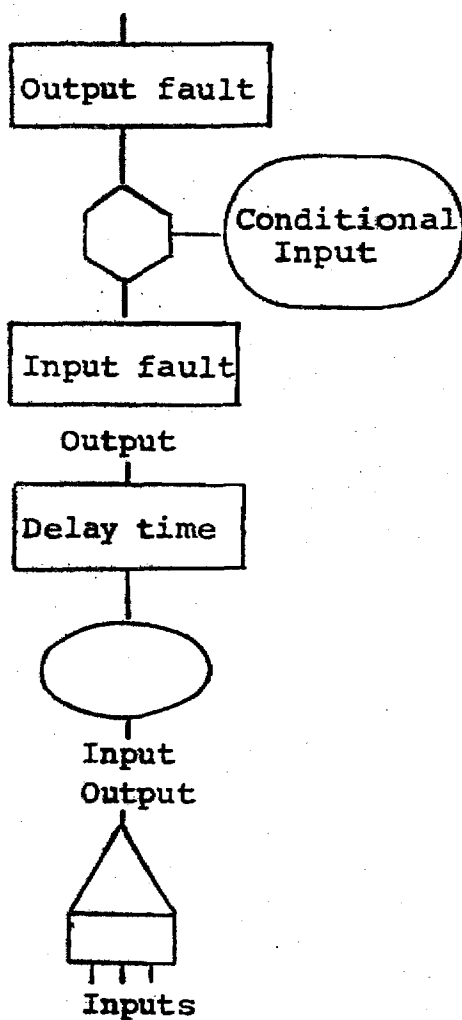 Output fault
Conditional
Input
Input fault
Output
Delay time
Input
Output
Inputs